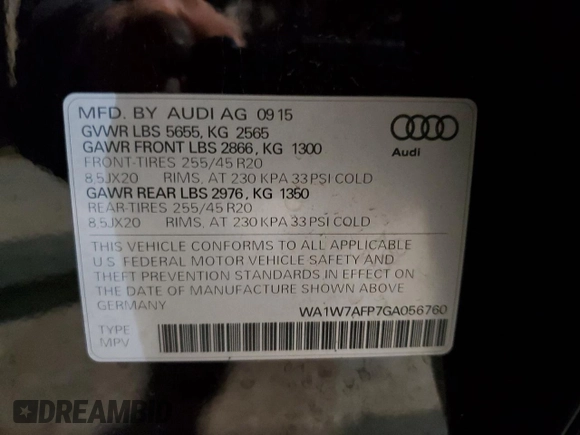 MFD. BY AUDI AG 09 15
GVWR LBS 5655, KG 2565
GAWR FRONT LBS 2866, KG 1300
FRONT-TIRES 255/45 R20
8.5JX20 RIMS, AT 230 KPA 33 PSI COLD
GAWR REAR LBS 2976, KG 1350
REAR-TIRES 255/45 R20
8.5JX20 RIMS, AT 230 KPA 33 PSI COLD
Audi
THIS VEHICLE CONFORMS TO ALL APPLICABLE
U.S. FEDERAL MOTOR VEHICLE SAFETY AND
THEFT PREVENTION STANDARDS IN EFFECT ON
THE DATE OF MANUFACTURE SHOWN ABOVE
GERMANY
WA1W7AFP7GA056760
TYPE
MPV
DREAMBID